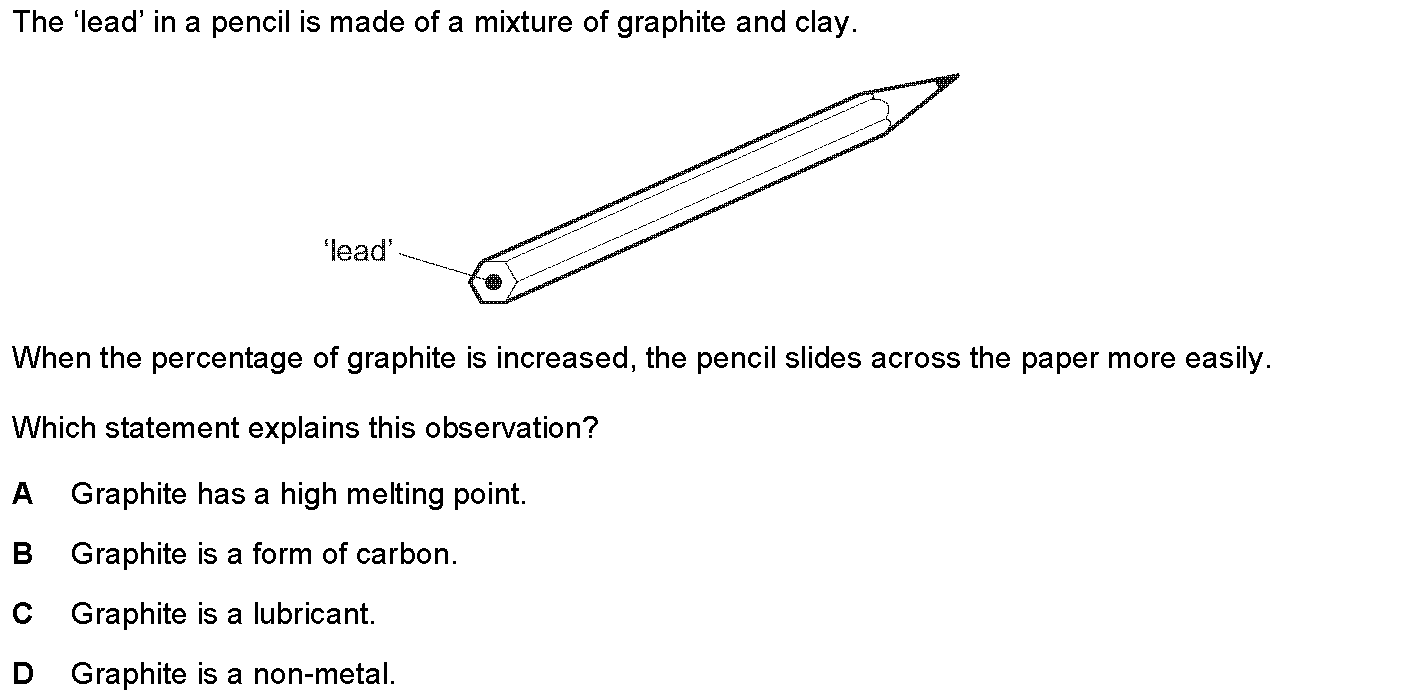 The ‘lead’ in a pencil is made of a mixture of graphite and clay.
‘lead’
When the percentage of graphite is increased, the pencil slides across the paper more easily.
Which statement explains this observation?
A Graphite has a high melting point.
B Graphite is a form of carbon.
C Graphite is a lubricant.
D Graphite is a non-metal.